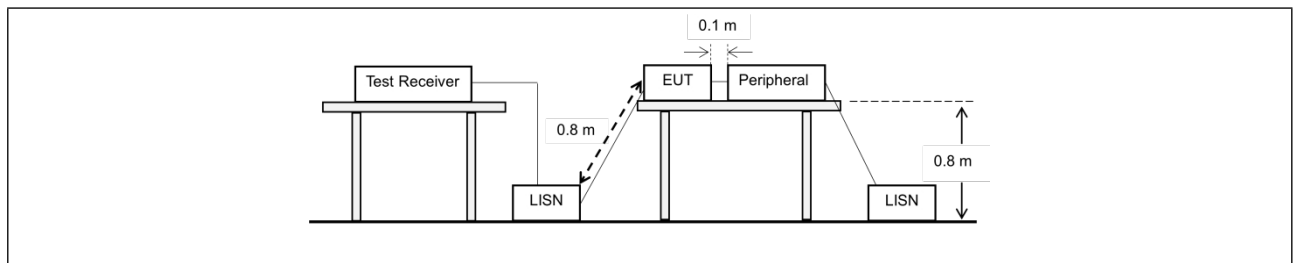 0.1 m
Test Receiver
EUT
Peripheral
0.8 m
0.8 m
LISN
LISN